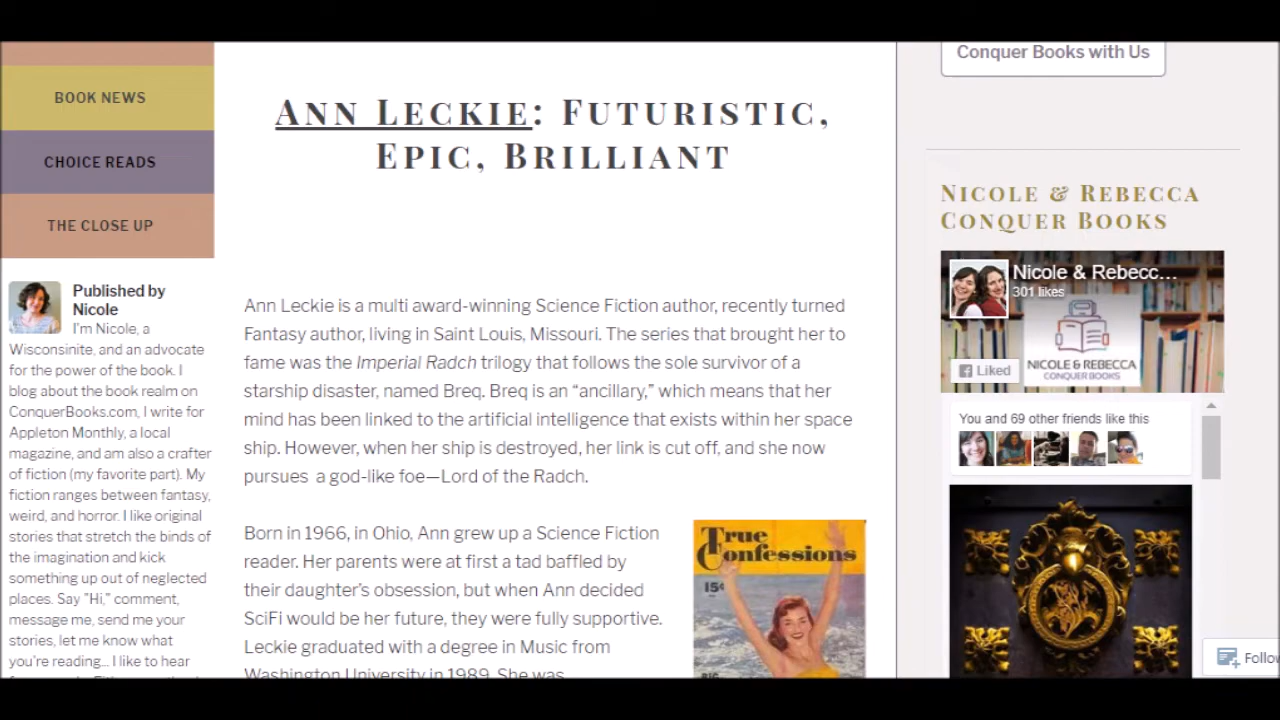 BOOK NEWS
CHOICE READS
THE CLOSE UP
Published by
Nicole
I'm Nicole, a
Wisconsinite, and an advocate
for the power of the book. I
blog about the book realm on
ConquerBooks.com, I write for
Appleton Monthly, a local
magazine, and am also a crafter
of fiction (my favorite part). My
fiction ranges between fantasy,
weird, and horror. I like original
stories that stretch the binds of
the imagination and kick
something up out of neglected
places. Say "Hi," comment,
message me, send me your
stories, let me know what
you're reading... I like to hear
ANN LECKIE: FUTURISTIC,
EPIC, BRILLIANT
Ann Leckie is a multi award-winning Science Fiction author, recently turned
Fantasy author, living in Saint Louis, Missouri. The series that brought her to
fame was the Imperial Radch trilogy that follows the sole survivor of a
starship disaster, named Breq. Breq is an “ancillary,” which means that her
mind has been linked to the artificial intelligence that exists within her space
ship. However, when her ship is destroyed, her link is cut off, and she now
pursues a god-like foe—Lord of the Radch.
Born in 1966, in Ohio, Ann grew up a Science Fiction
reader. Her parents were at first a tad baffled by
their daughter's obsession, but when Ann decided
SciFi would be her future, they were fully supportive.
Leckie graduated with a degree in Music from
Washington University in 1989. She was
True
Confessions
15¢
Conquer Books with Us
NICOLE & REBECCA
CONQUER BOOKS
Nicole & Rebecc...
301 likes
Liked
NICOLE & REBECCA
CONQUER BOOKS
You and 69 other friends like this
Follow